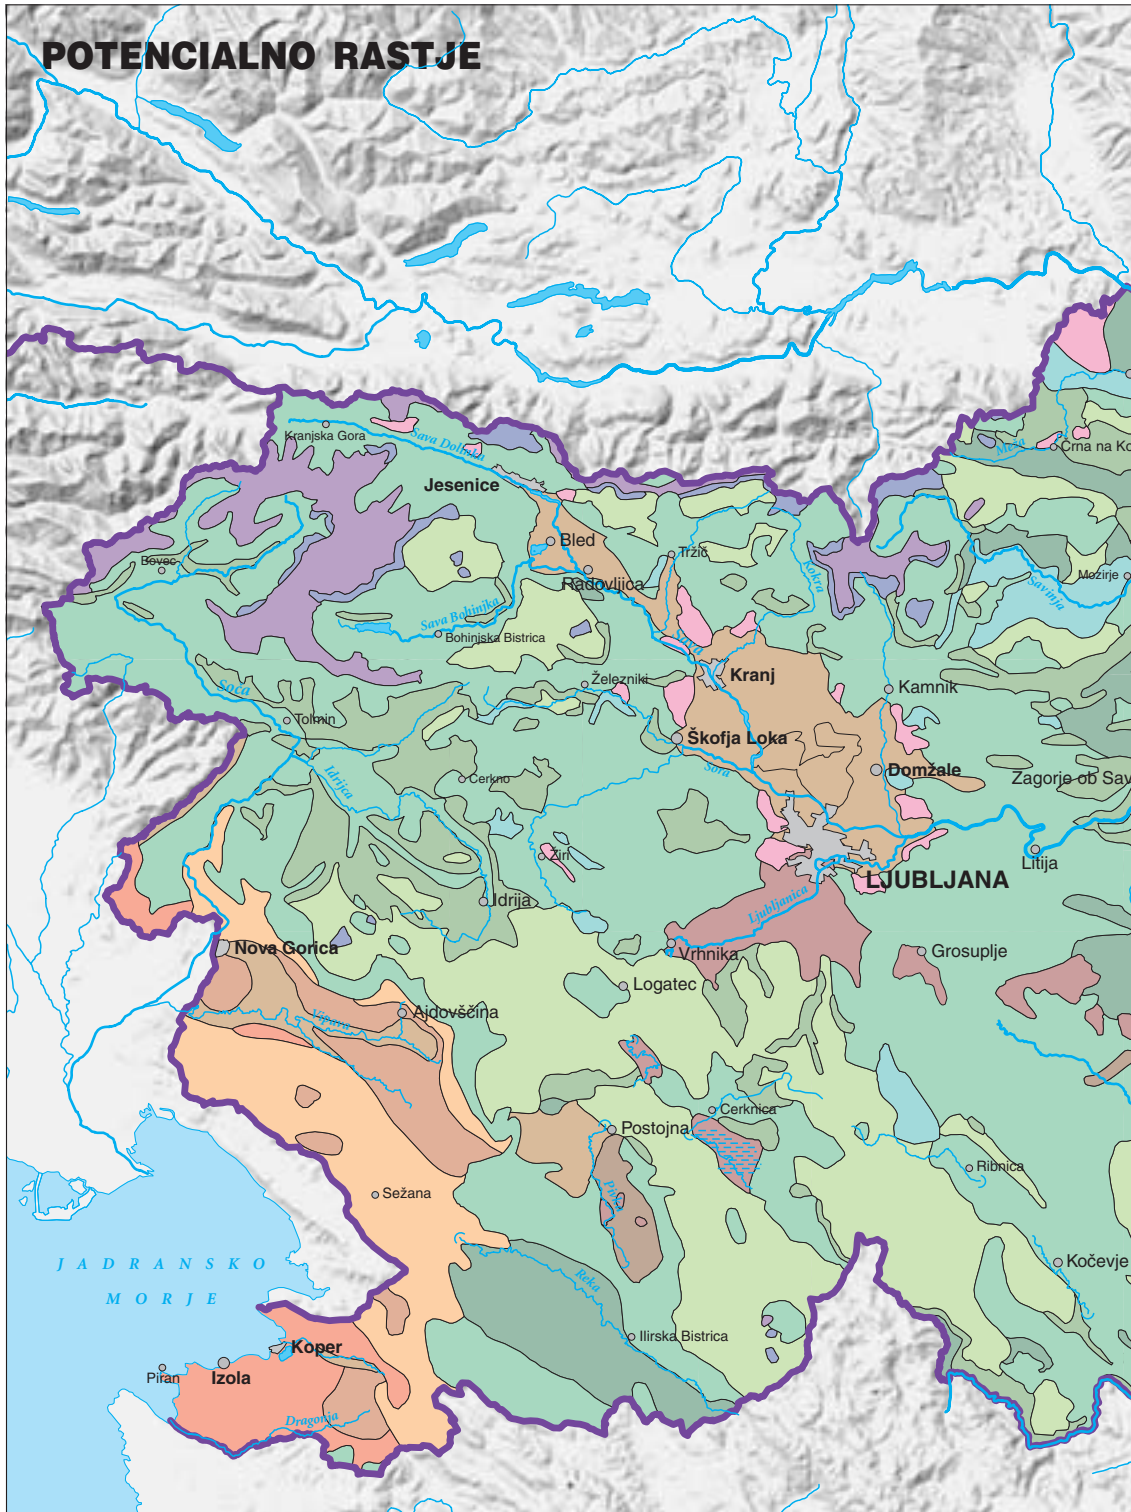 POTENCIALNO RASTJE
Kranjska Gora
Sava Dolinka
Meža
Črna na Ko
Jesenice
Bled
Tržič
Bovec
Radovljica
Kokra
Mozirje
Savinja
Sava Bohinjka
Bohinjska Bistrica
Sava
Kranj
Železniki
Soča
Kamnik
Tolmin
Škofja Loka
Sora
Idrijca
Cerkno
Domžale
Zagorje ob Sav
Žiri
Litija
LJUBLJANA
Idrija
Ljubljanica
Nova Gorica
Vrhnika
Grosuplje
Logatec
Vipava
Ajdovščina
Cerknica
Postojna
Ribnica
Sežana
Pivka
JADRANSKO
MORJE
Kočevje
Reka
Ilirska Bistrica
Koper
Piran
Izola
Dragonja